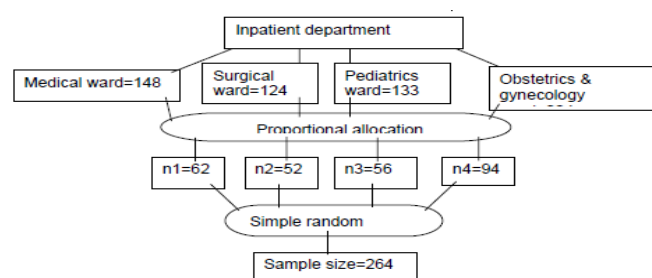 Inpatient department
Medical ward=148
Surgical
ward=124
Pediatrics
ward=133
Obstetrics &
gynecology
Proportional allocation
n1=62
n2=52
n3=56
n4=94
Simple random
Sample size=264